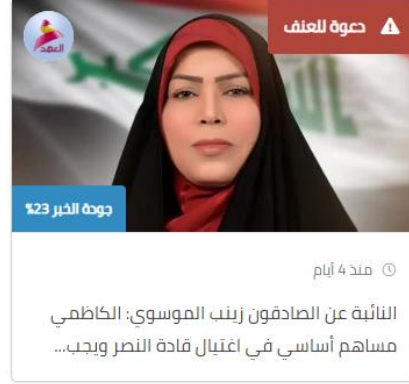 دعوة للعنف
العهد
جودة الخبر 23%
منذ 4 أيام
النائبة عن الصادقون زينب الموسوي: الكاظمي
مساهم أساسي في اغتيال قادة النصر ويجب...